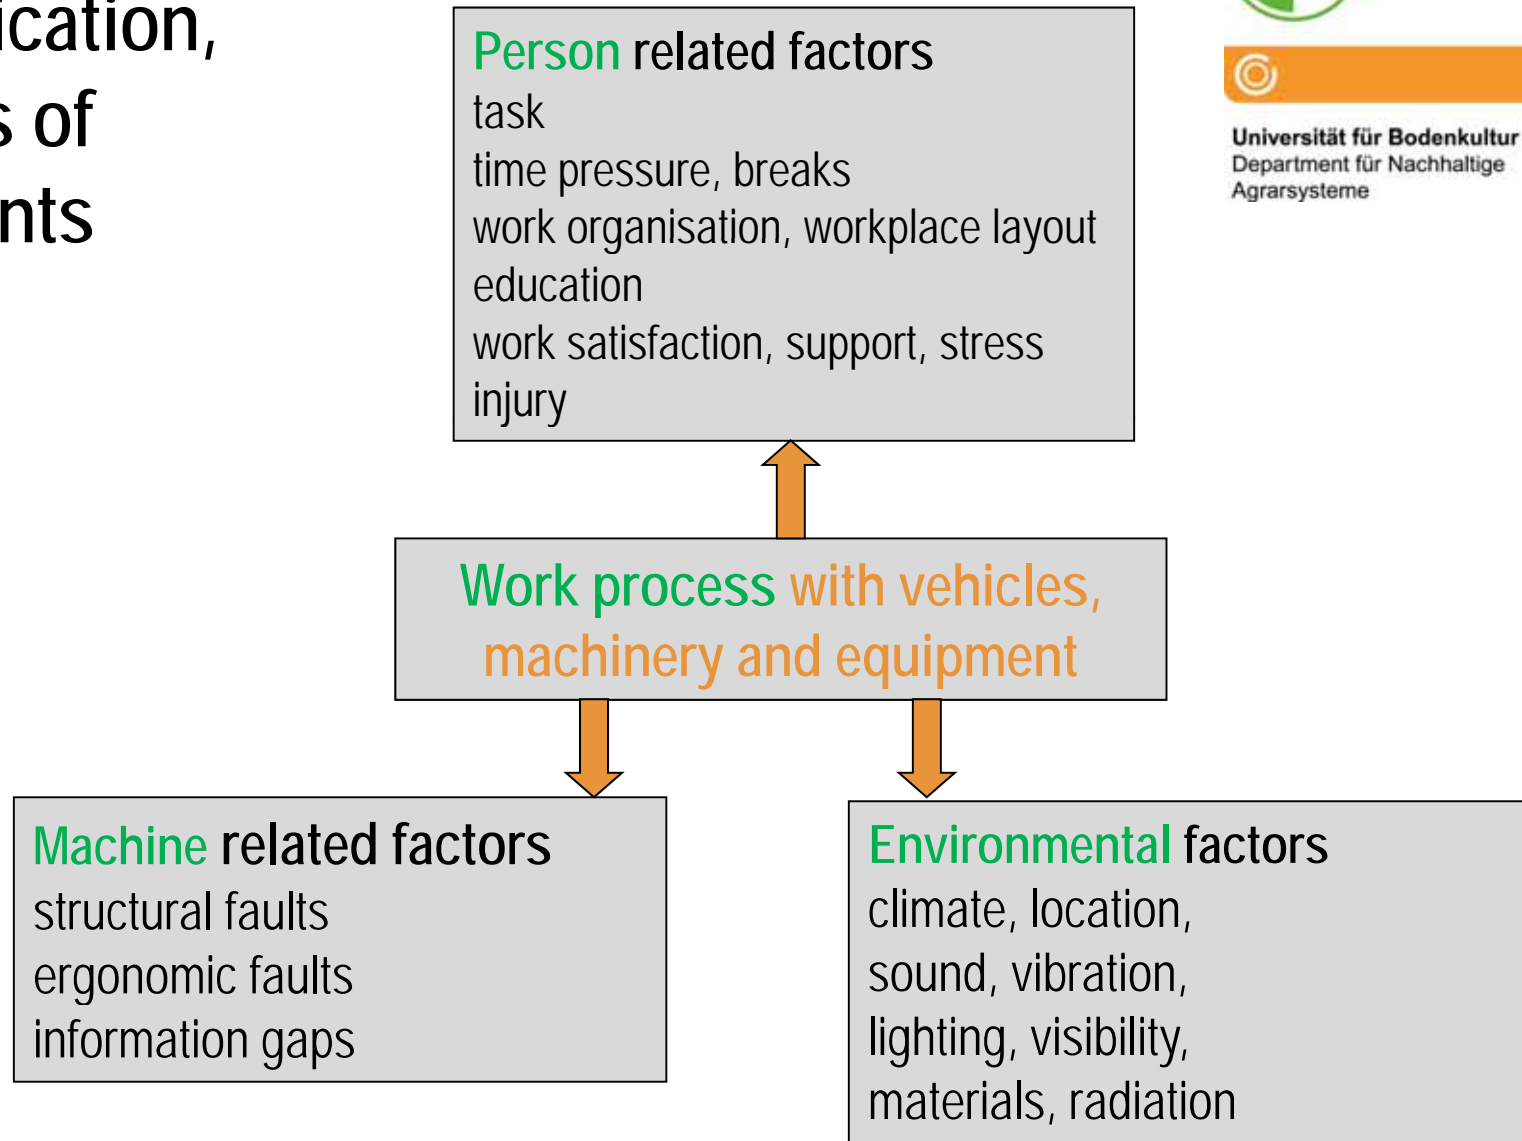 ication,
s of
nts
Person related factors
task
time pressure, breaks
work organisation, workplace layout
education
work satisfaction, support, stress
injury
Universität für Bodenkultur
Department für Nachhaltige
Agrarsysteme
Work process with vehicles,
machinery and equipment
Machine related factors
structural faults
ergonomic faults
information gaps
Environmental factors
climate, location,
sound, vibration,
lighting, visibility,
materials, radiation